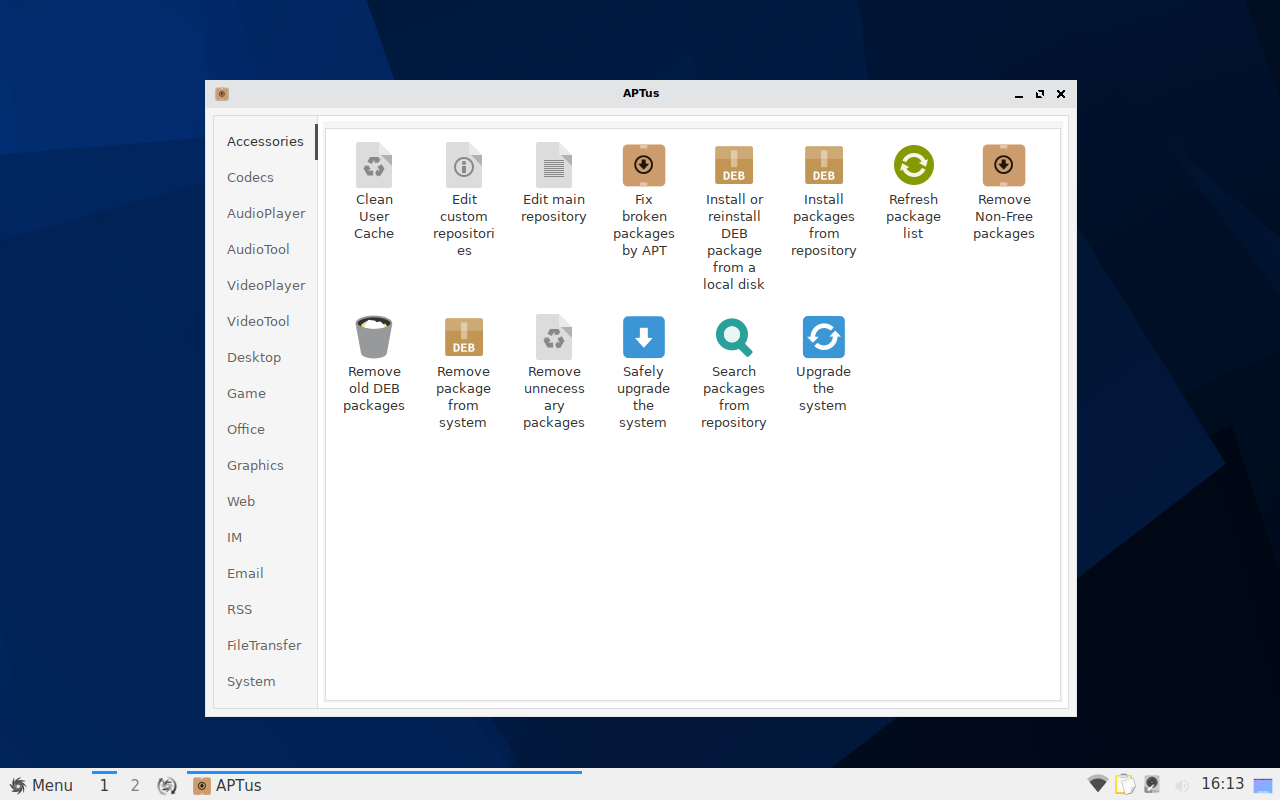 APTus
Accessories
Codecs
AudioPlayer
AudioTool
VideoPlayer
VideoTool
Desktop
Game
Office
Graphics
Web
IM
Email
RSS
FileTransfer
System
Clean
User
Cache
Edit
custom
repositori
es
Edit main
repository
Fix
broken
packages
by APT
DEB
Install or
reinstall
DEB
package
from a
local disk
DEB
Install
packages
from
repository
Refresh
package
list
Remove
Non-Free
packages
Remove
old DEB
packages
DEB
Remove
package
from
system
Remove
unnecess
ary
packages
Safely
upgrade
the
system
Search
packages
from
repository
Upgrade
the
system
Menu 1 2 APTus 16:13